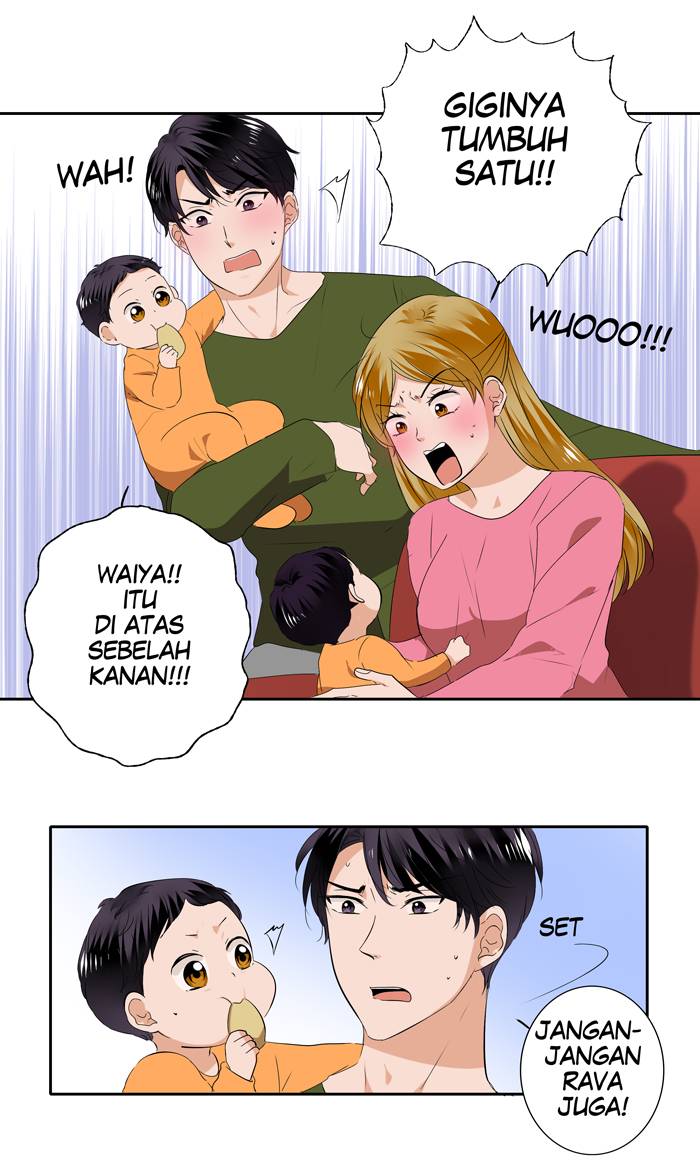 GIGINYA
TUMBUH
SATU!!
WAH!
WUOOO!!!
WAIYA!!
ITU
DI ATAS
SEBELAH
KANAN!!!
SET
JANGAN-
JANGAN
RAVA
JUGA!